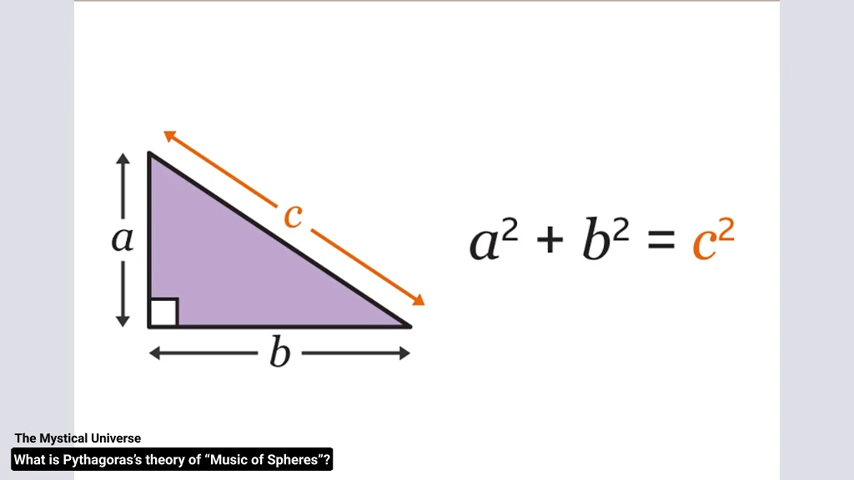 a
c
b
a² + b² = c²
The Mystical Universe
What is Pythagoras's theory of “Music of Spheres”?